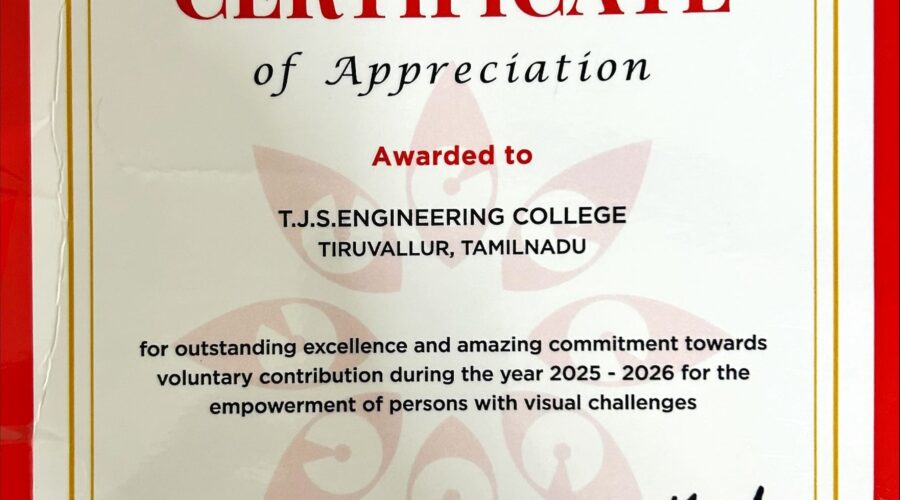 CERTIFICATE
of Appreciation
Awarded to
T.J.S.ENGINEERING COLLEGE
TIRUVALLUR, TAMILNADU
for outstanding excellence and amazing commitment towards
voluntary contribution during the year 2025 - 2026 for the
empowerment of persons with visual challenges